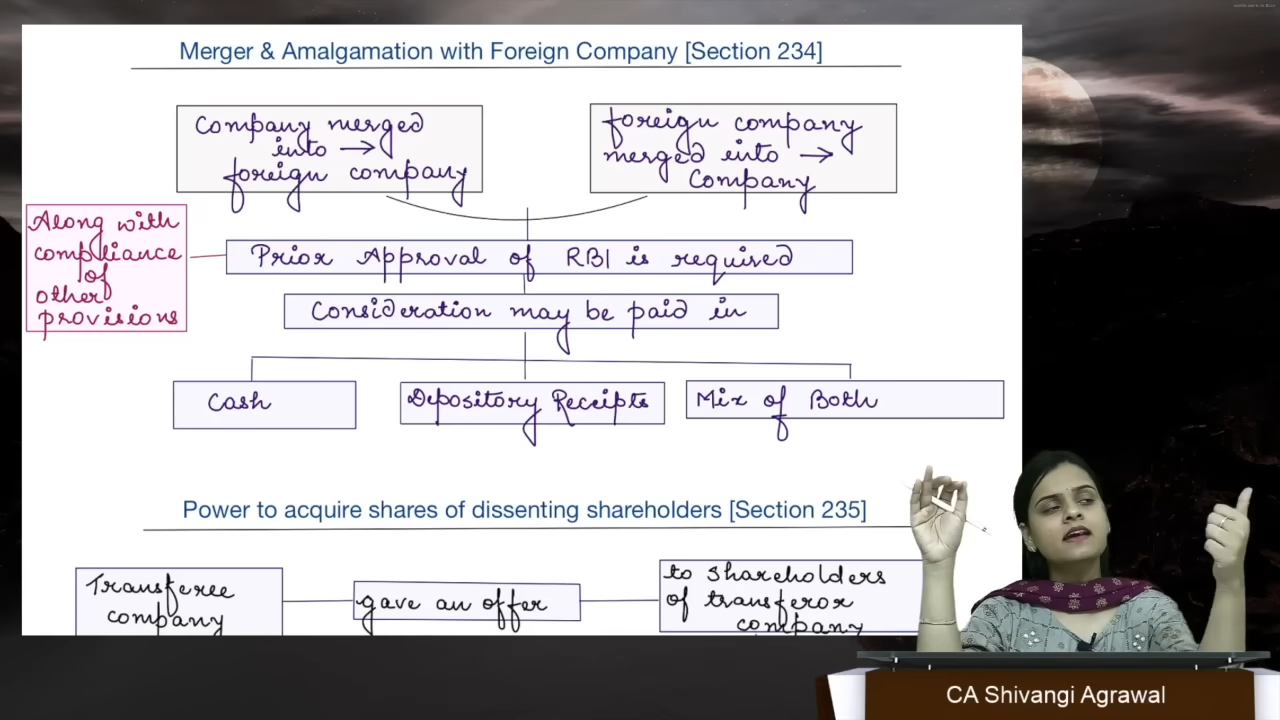 Merger & Amalgamation with Foreign Company [Section 234]
Company merged
into →
foreign company
foreign company
merged into →
Company
Along with
compliance
of
other
provisions
Prior Approval of RBI is required
Consideration may be paid in
Cash
Depository Receipts
Mix of Both
Power to acquire shares of dissenting shareholders [Section 235]
Transferee
company
gave an offer
to shareholders
of transferor
company
CA Shivangi Agrawal